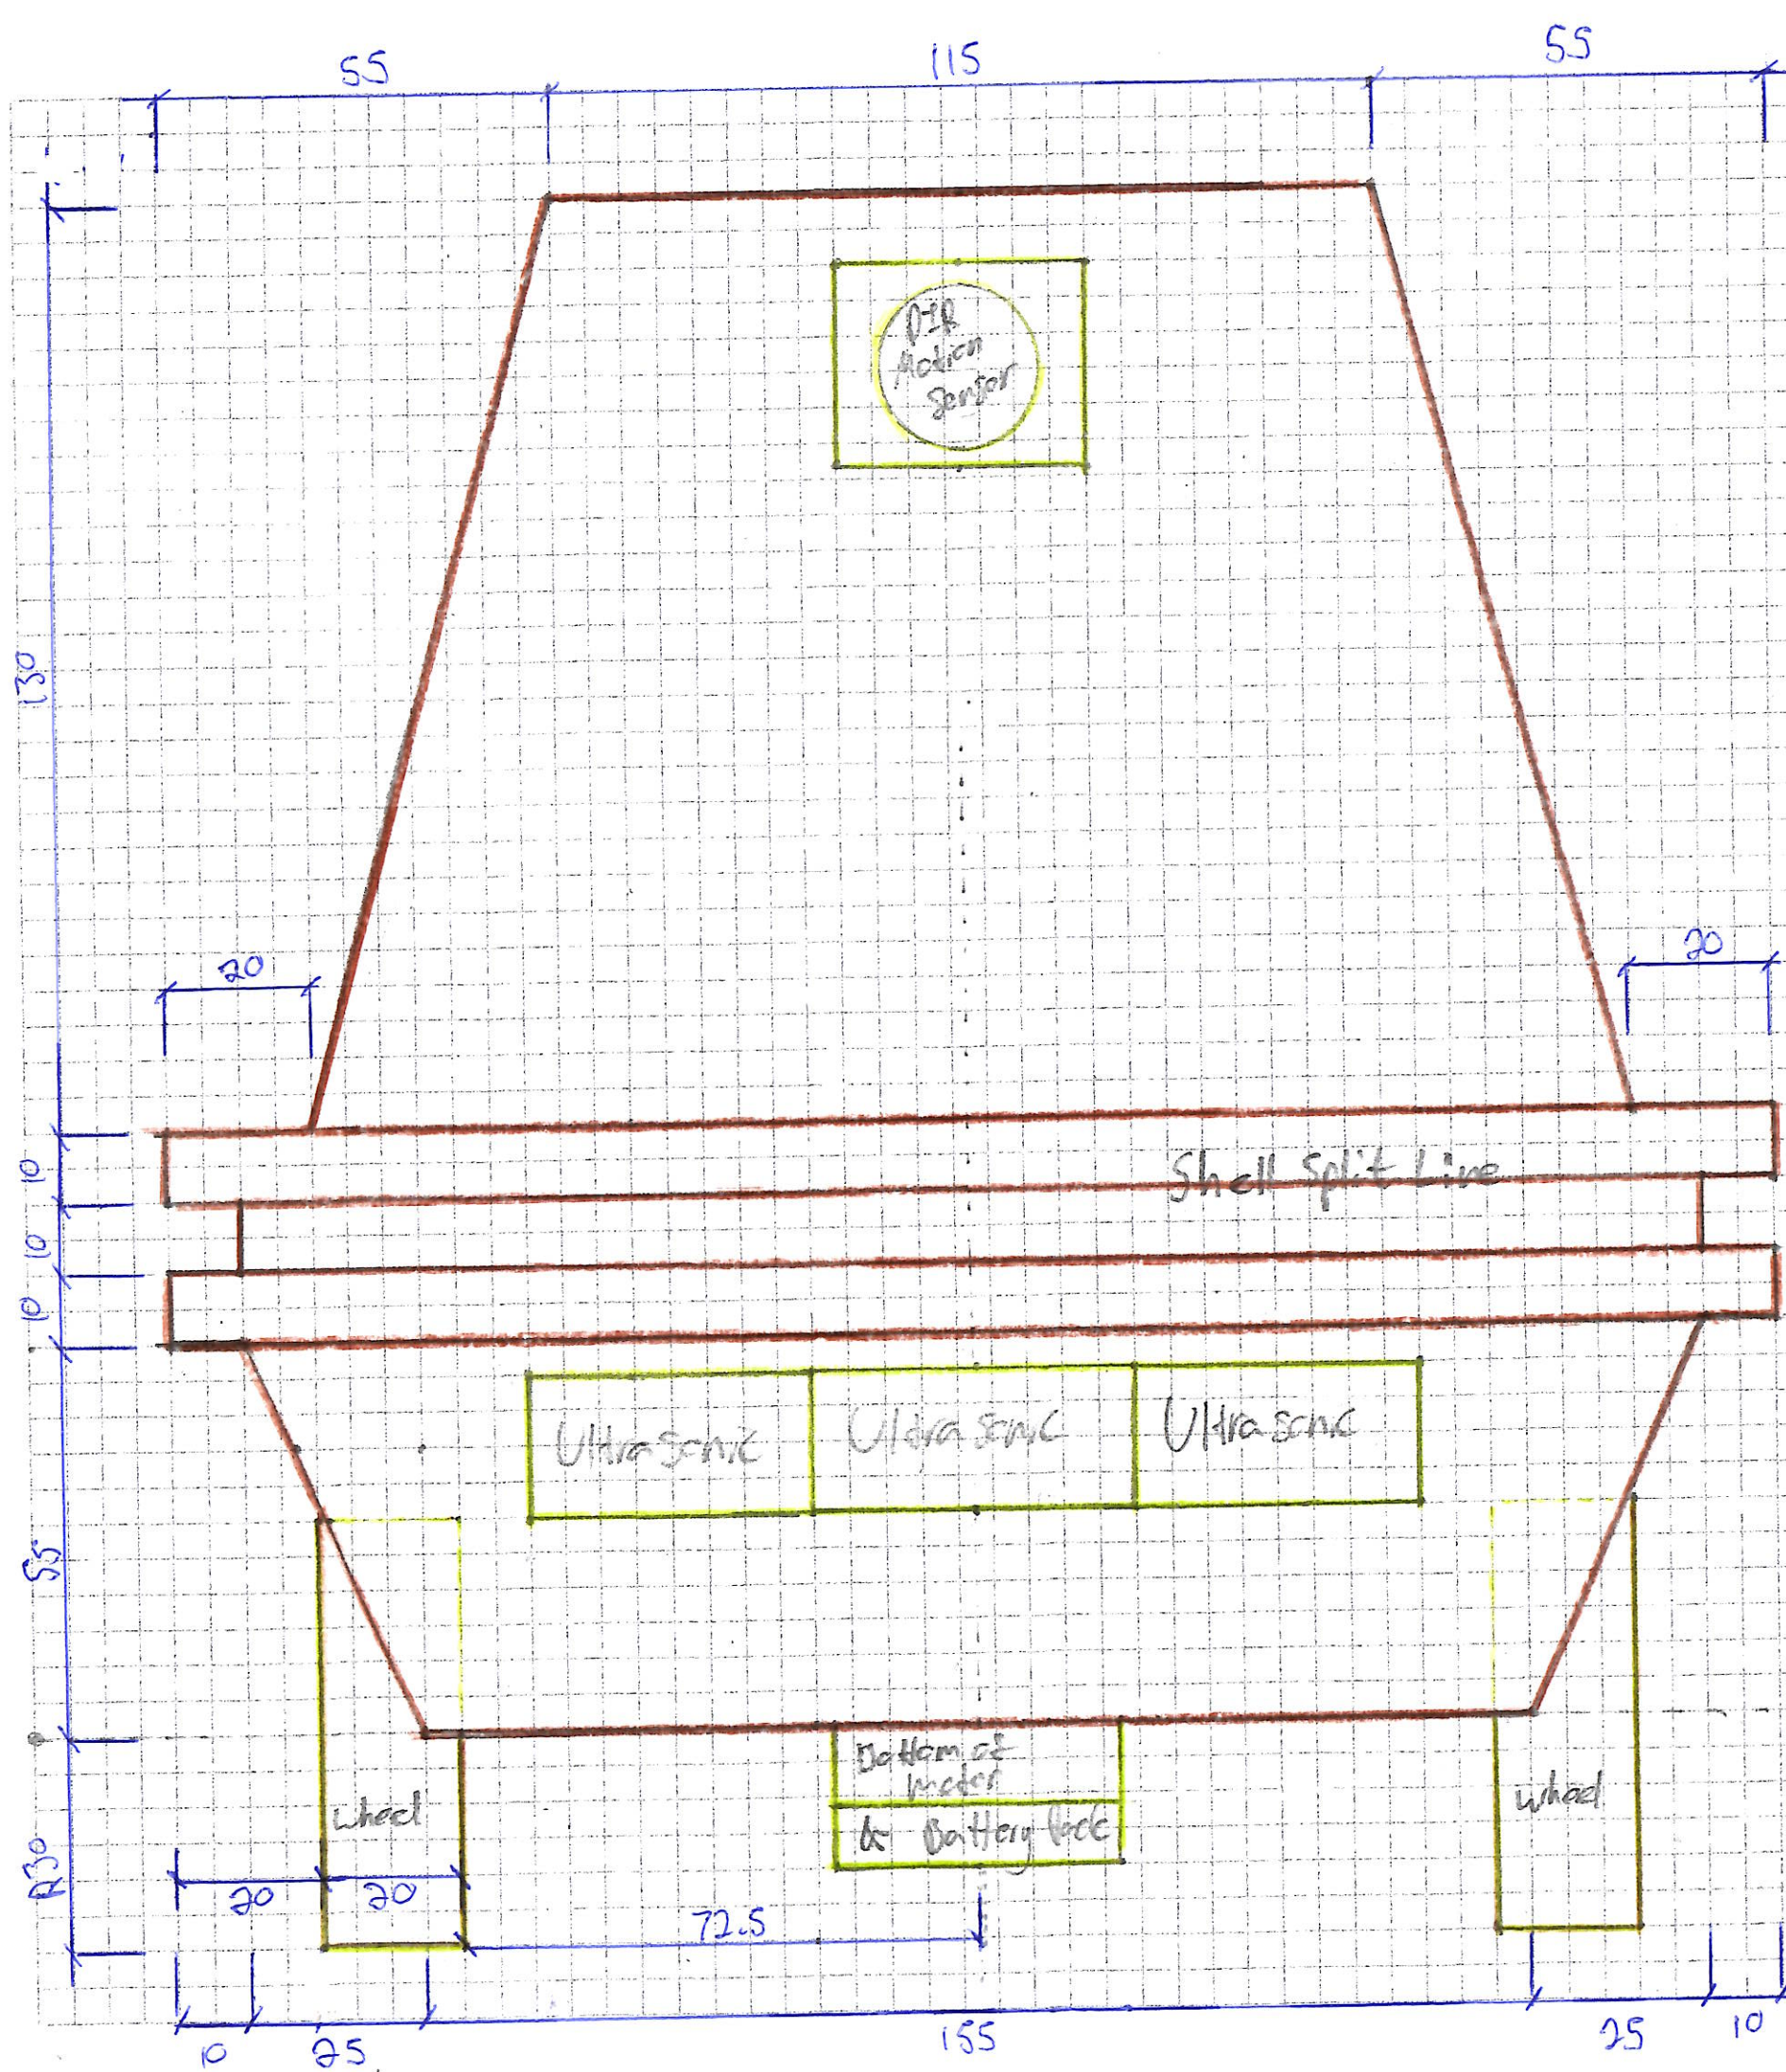 55
115
55
PIR
Motion
Sensor
130
20
20
10
Shell Split Line
10
10
Ultrasonic
Ultrasonic
Ultrasonic
55
Bottom of
motor
& Battery Pack
wheel
wheel
R30
20
20
72.5
10
25
155
25
10